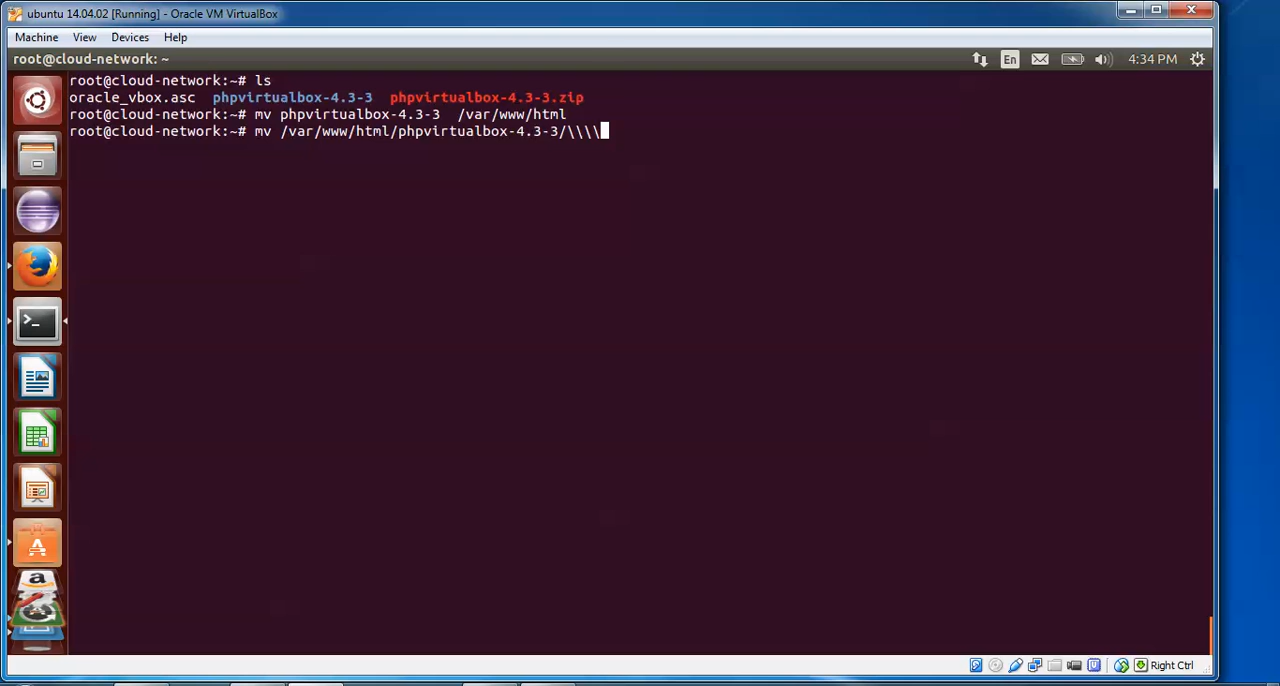 ubuntu 14.04.02 [Running] - Oracle VM VirtualBox
Machine View Devices Help
root@cloud-network: ~ En 4:34 PM
root@cloud-network:~# ls
oracle_vbox.asc phpvirtualbox-4.3-3 phpvirtualbox-4.3-3.zip
root@cloud-network:~# mv phpvirtualbox-4.3-3  /var/www/html
root@cloud-network:~# mv /var/www/html/phpvirtualbox-4.3-3/\\\\
Right Ctrl